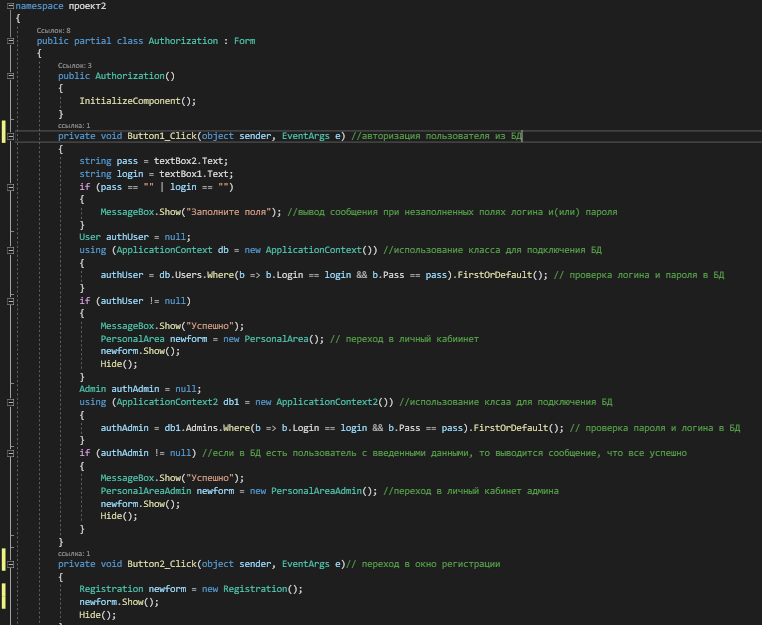 namespace проект2
{
Ссылок: 8
public partial class Authorization : Form
{
Ссылок: 3
public Authorization()
{
InitializeComponent();
}
ссылка: 1
private void Button1_Click(object sender, EventArgs e) //авторизация пользователя из БД
{
string pass = textBox2.Text;
string login = textBox1.Text;
if (pass == "" | login == "")
{
MessageBox.Show("Заполните поля"); //вывод сообщения при незаполненных полях логина и(или) пароля
}
User authUser = null;
using (ApplicationContext db = new ApplicationContext()) //использование класса для подключения БД
{
authUser = db.Users.Where(b => b.Login == login && b.Pass == pass).FirstOrDefault(); // проверка логина и пароля в БД
}
if (authUser != null)
{
MessageBox.Show("Успешно");
PersonalArea newform = new PersonalArea(); // переход в личный кабиинет
newform.Show();
Hide();
}
Admin authAdmin = null;
using (ApplicationContext2 db1 = new ApplicationContext2()) //использование клсаа для подключения БД
{
authAdmin = db1.Admins.Where(b => b.Login == login && b.Pass == pass).FirstOrDefault(); // проверка пароля и логина в БД
}
if (authAdmin != null) //если в БД есть пользователь с введенными данными, то выводится сообщение, что все успешно
{
MessageBox.Show("Успешно");
PersonalAreaAdmin newform = new PersonalAreaAdmin(); //переход в личный кабинет админа
newform.Show();
Hide();
}
}
ссылка: 1
private void Button2_Click(object sender, EventArgs e)// переход в окно регистрации
{
Registration newform = new Registration();
newform.Show();
Hide();